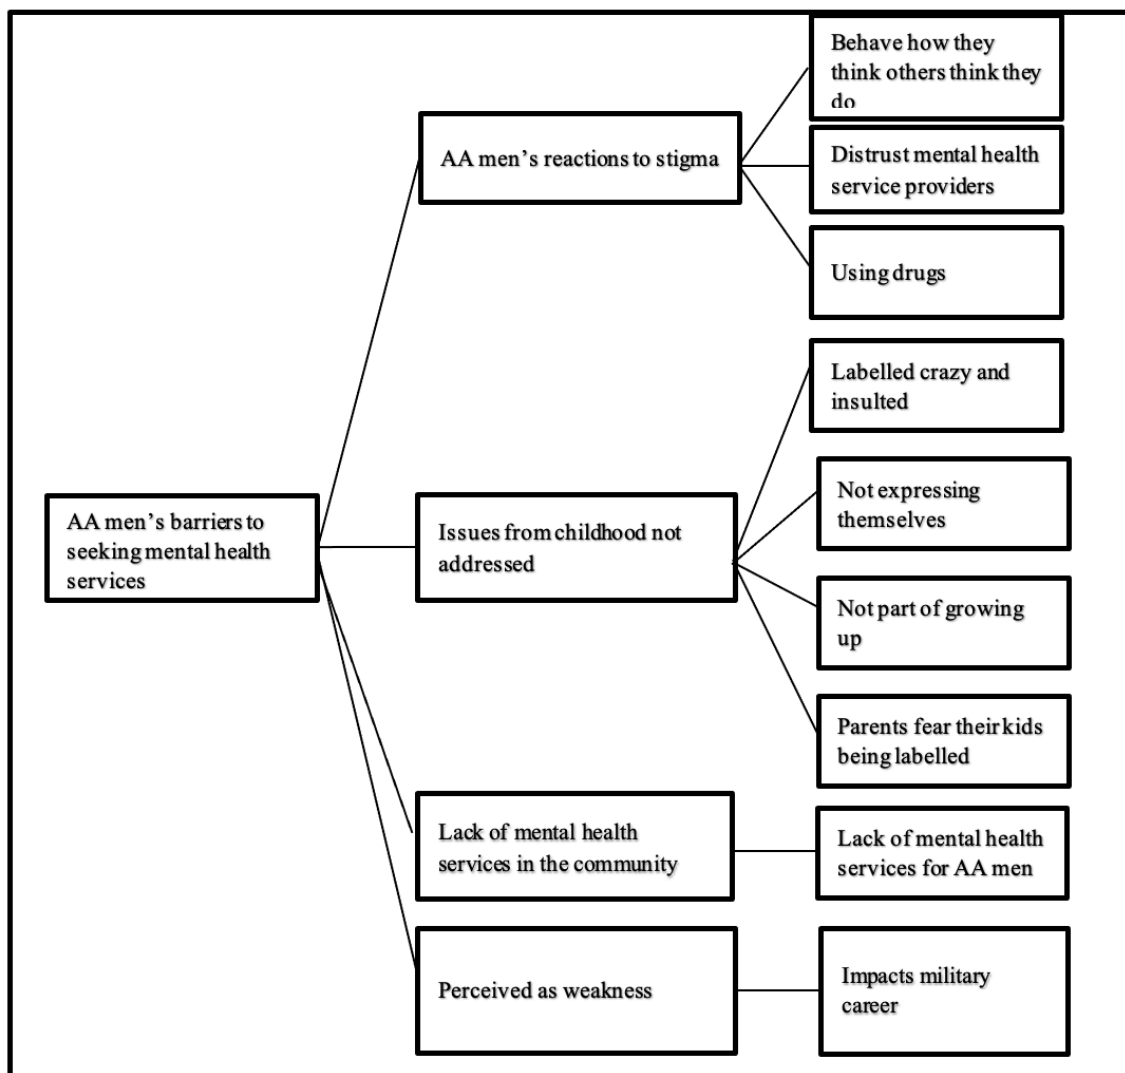 Behave how they
think others think they
do
AA men’s reactions to stigma
Distrust mental health
service providers
Using drugs
Labelled crazy and
insulted
AA men’s barriers to
seeking mental health
services
Issues from childhood not
addressed
Not expressing
themselves
Not part of growing
up
Parents fear their kids
being labelled
Lack of mental health
services in the community
Lack of mental health
services for AA men
Perceived as weakness
Impacts military
career